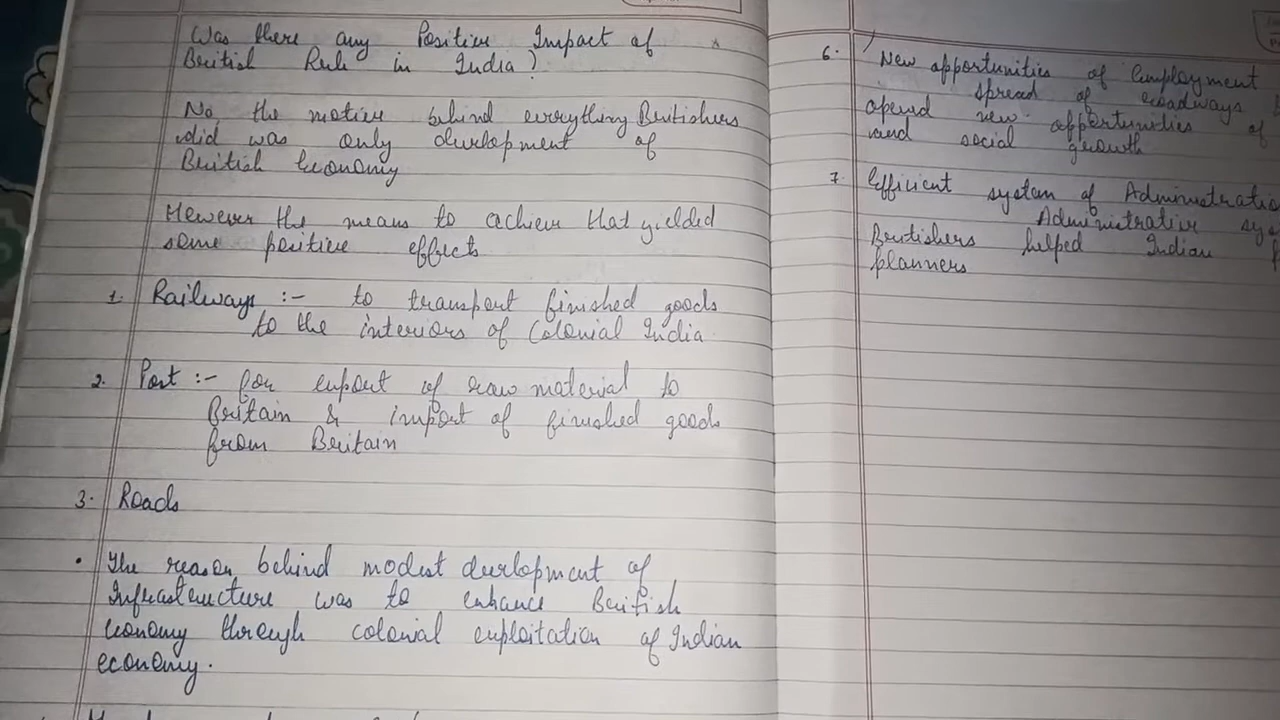 Was there any Positive Impact of
British Rule in India?
No, the motive behind everything Britishers
did was only development of
British Economy
However the means to achieve that yielded
some positive effects
1. Railways :- to transport finished goods
to the interiors of Colonial India
2. Port :- for export of raw material to
Britain & import of finished goods
from Britain
3. Roads
• The reason behind modest development of
Infrastructure was to enhance British
economy through colonial exploitation of Indian
economy.
6. New opportunities of Employment
spread of roadways
opend new opportunities of
and social growth
7. Efficient system of Administration
Administrative
Britishers helped Indian
planners